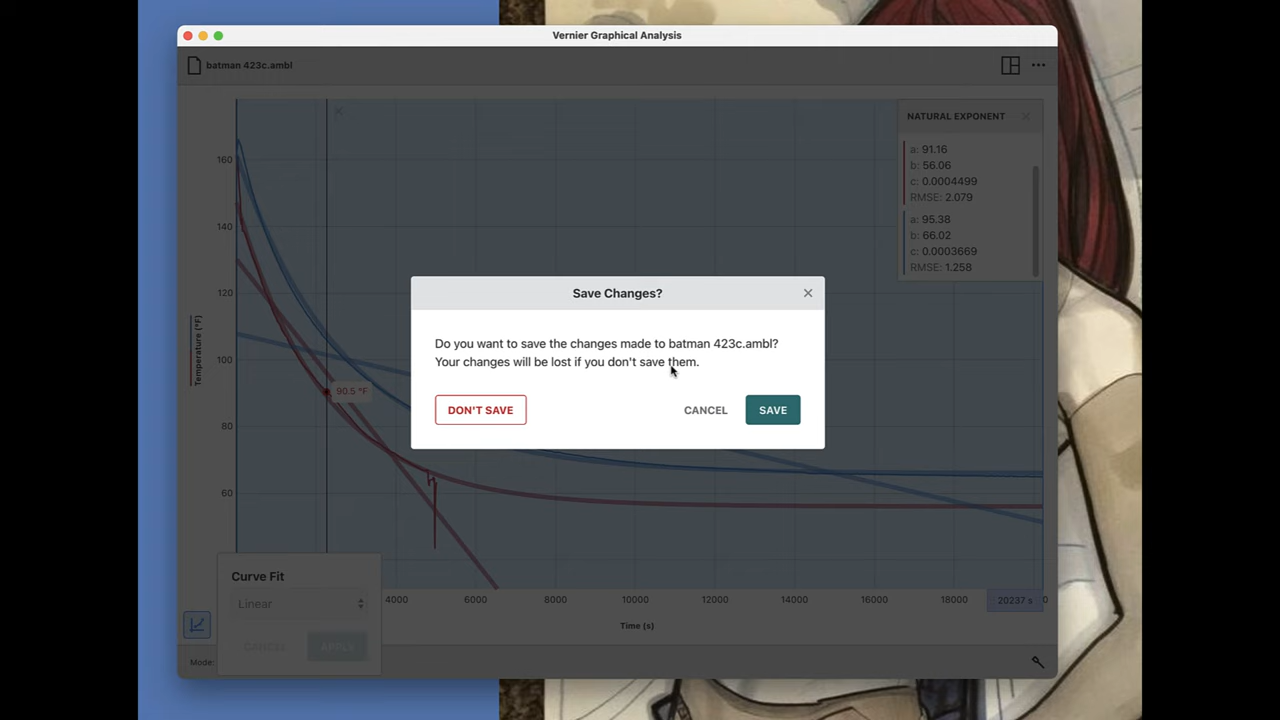 Vernier Graphical Analysis
batman 423c.ambl
NATURAL EXPONENT
a: 91.16
b: 56.06
c: 0.0004499
RMSE: 2.079
a: 95.38
b: 66.02
c: 0.0003669
RMSE: 1.258
160
140
120
100
80
60
Temperature (°F)
90.5 °F
Save Changes?
Do you want to save the changes made to batman 423c.ambl?
Your changes will be lost if you don't save them.
DON'T SAVE
CANCEL
SAVE
Curve Fit
Linear
CANCEL
APPLY
4000
6000
8000
10000
12000
14000
16000
18000
20237 s
0
Time (s)
Mode: